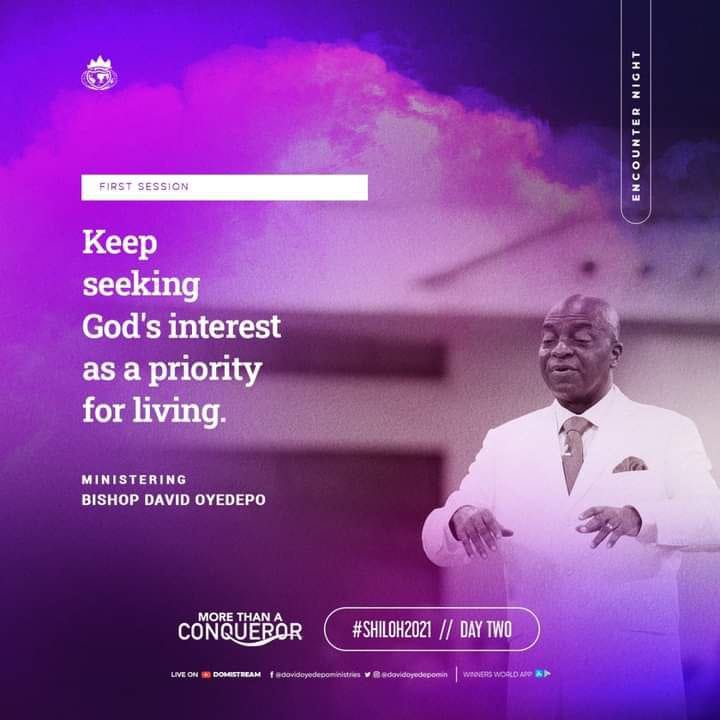 ENCOUNTER NIGHT
FIRST SESSION
Keep
seeking
God's interest
as a priority
for living.
MINISTERING
BISHOP DAVID OYEDEPO
MORE THAN A
CONQUEROR
#SHILOH2021 // DAY TWO
LIVE ON DOMISTREAM @davidoyedepoministries @davidoyedepomin WINNERS WORLD APP